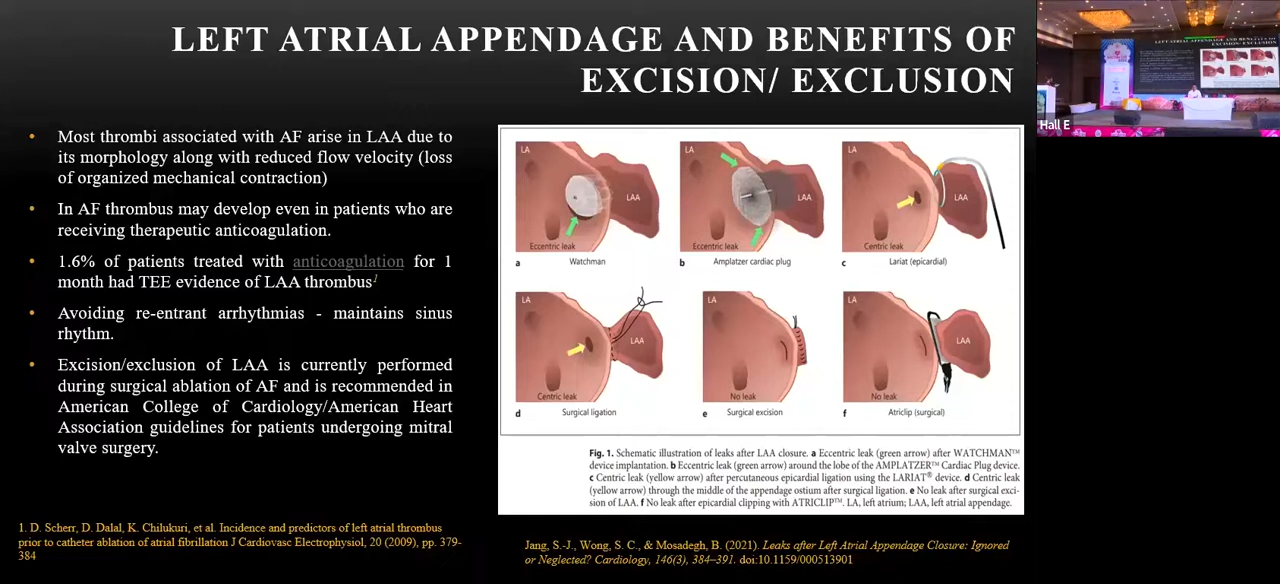 LEFT ATRIAL APPENDAGE AND BENEFITS OF
EXCISION/ EXCLUSION
• Most thrombi associated with AF arise in LAA due to
its morphology along with reduced flow velocity (loss
of organized mechanical contraction)
• In AF thrombus may develop even in patients who are
receiving therapeutic anticoagulation.
• 1.6% of patients treated with anticoagulation for 1
month had TEE evidence of LAA thrombus1
• Avoiding re-entrant arrhythmias - maintains sinus
rhythm.
• Excision/exclusion of LAA is currently performed
during surgical ablation of AF and is recommended in
American College of Cardiology/American Heart
Association guidelines for patients undergoing mitral
valve surgery.
1. D. Scherr, D. Dalal, K. Chilukuri, et al. Incidence and predictors of left atrial thrombus
prior to catheter ablation of atrial fibrillation J Cardiovasc Electrophysiol, 20 (2009), pp. 379-
384
LA
LAA
Eccentric leak
a Watchman
LA
LAA
Eccentric leak
b Amplatzer cardiac plug
LA
LAA
Centric leak
c Lariat (epicardial)
LA
LAA
Centric leak
d Surgical ligation
LA
No leak
e Surgical excision
LA
LAA
No leak
f Atriclip (surgical)
Fig. 1. Schematic illustration of leaks after LAA closure. a Eccentric leak (green arrow) after WATCHMAN™
device implantation. b Eccentric leak (green arrow) around the lobe of the AMPLATZER™ Cardiac Plug device.
c Centric leak (yellow arrow) after percutaneous epicardial ligation using the LARIAT® device. d Centric leak
(yellow arrow) through the middle of the appendage ostium after surgical ligation. e No leak after surgical exci-
sion of LAA. f No leak after epicardial clipping with ATRICLIP™. LA, left atrium; LAA, left atrial appendage.
Jang, S.-J., Wong, S. C., & Mosadegh, B. (2021). Leaks after Left Atrial Appendage Closure: Ignored
or Neglected? Cardiology, 146(3), 384–391. doi:10.1159/000513901
LEFT ATRIAL APPENDAGE AND BENEFITS OF
EXCISION/ EXCLUSION
Hall E